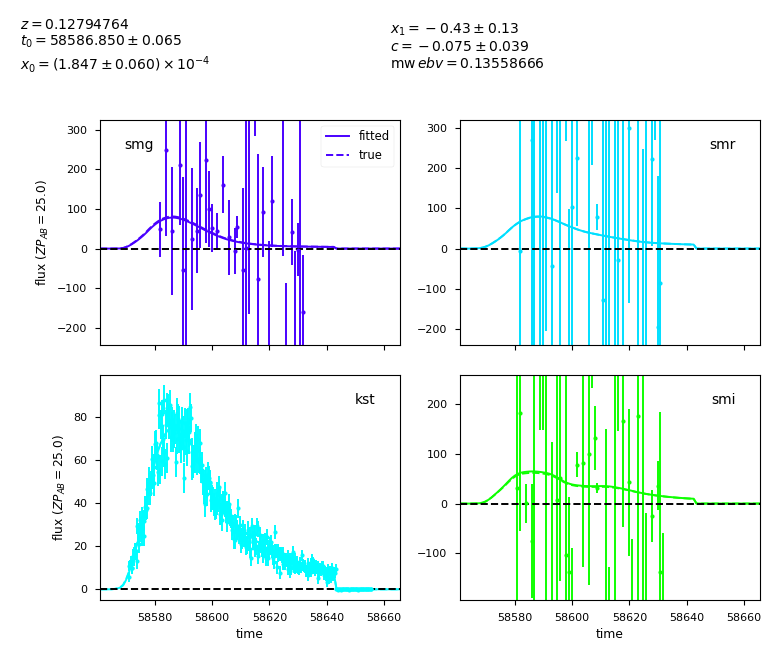 z = 0.12794764
t₀ = 58586.850 ± 0.065
x₀ = (1.847 ± 0.060) × 10⁻⁴
x₁ = −0.43 ± 0.13
c = −0.075 ± 0.039
mw ebv = 0.13558666
smg
fitted
true
300
200
100
0
−100
−200
flux (ZP_AB = 25.0)
smr
300
200
100
0
−100
−200
kst
80
60
40
20
0
flux (ZP_AB = 25.0)
58580 58600 58620 58640 58660
time
smi
200
100
0
−100
58580 58600 58620 58640 58660
time